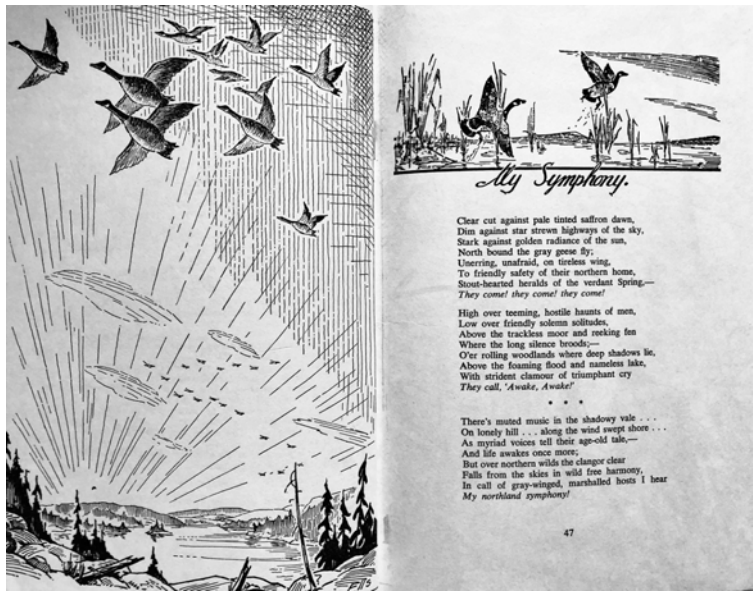 My Symphony.
Clear cut against pale tinted saffron dawn,
Dim against star strewn highways of the sky,
Stark against golden radiance of the sun,
North bound the gray geese fly;
Unerring, unafraid, on tireless wing,
To friendly safety of their northern home,
Stout-hearted heralds of the verdant Spring,—
They come! they come! they come!
High over teeming, hostile haunts of men,
Low over friendly solemn solitudes,
Above the trackless moor and reeking fen
Where the long silence broods;—
O'er rolling woodlands where deep shadows lie,
Above the foaming flood and nameless lake,
With strident clamour of triumphant cry
They call, 'Awake, Awake!'
* * *
There's muted music in the shadowy vale . . .
On lonely hill . . . along the wind swept shore . . .
As myriad voices tell their age-old tale,—
And life awakes once more;
But over northern wilds the clangor clear
Falls from the skies in wild free harmony,
In call of gray-winged, marshalled hosts I hear
My northland symphony!
47